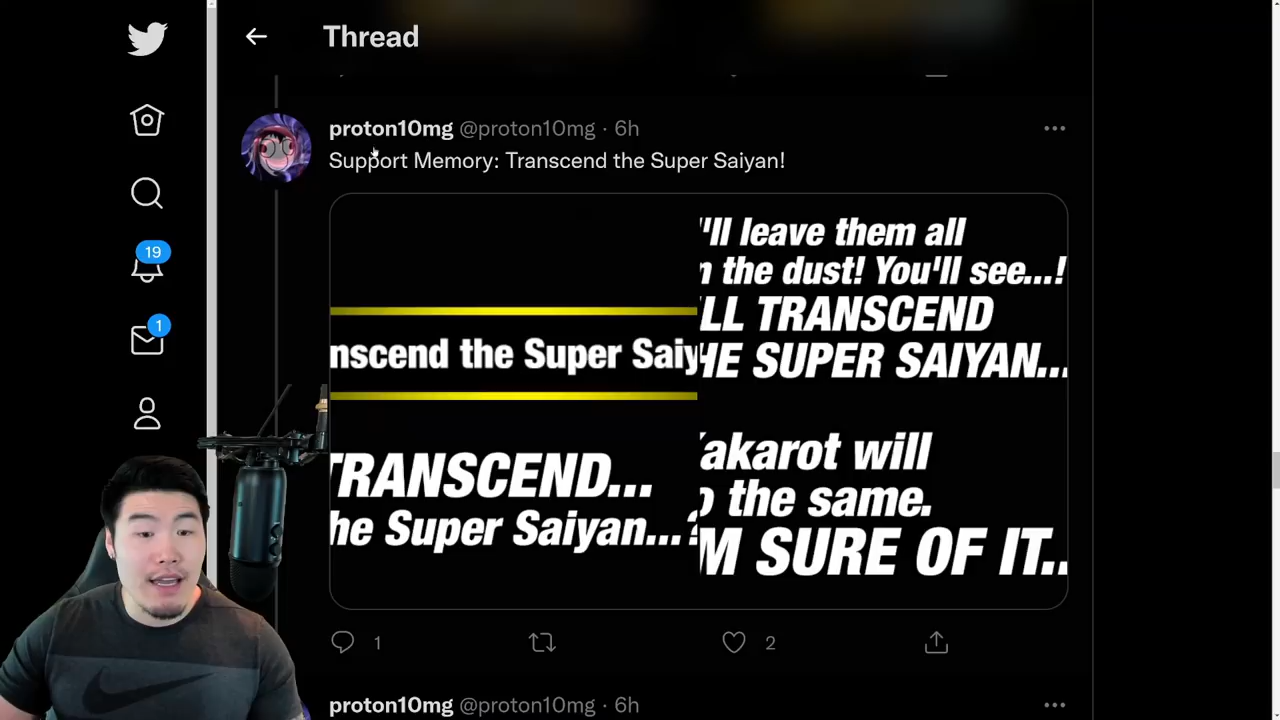 Thread
proton10mg @proton10mg · 6h
Support Memory: Transcend the Super Saiyan!
nscend the Super Saiy
TRANSCEND...
he Super Saiyan...?
'll leave them all
n the dust! You'll see...!
LL TRANSCEND
HE SUPER SAIYAN...
akarot will
o the same.
M SURE OF IT..
19
1
1
2
proton10mg @proton10mg · 6h